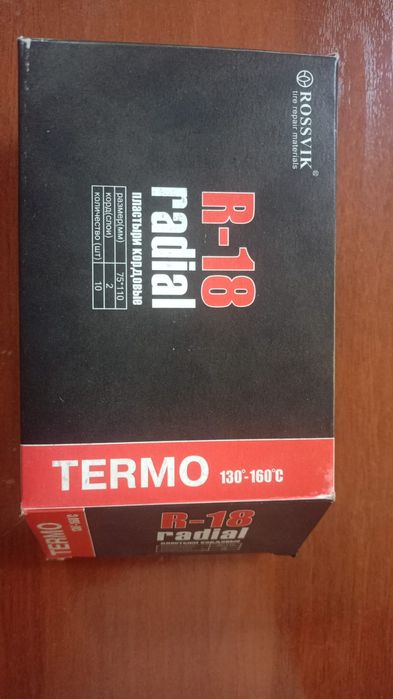 ROSSVIK®
tire repair materials
R-18
radial
пластыри кордовые
размер(мм) 75*110
корд(слои) 2
количество (шт) 10
TERMO 130°-160°C
TERMO
R-18
radial